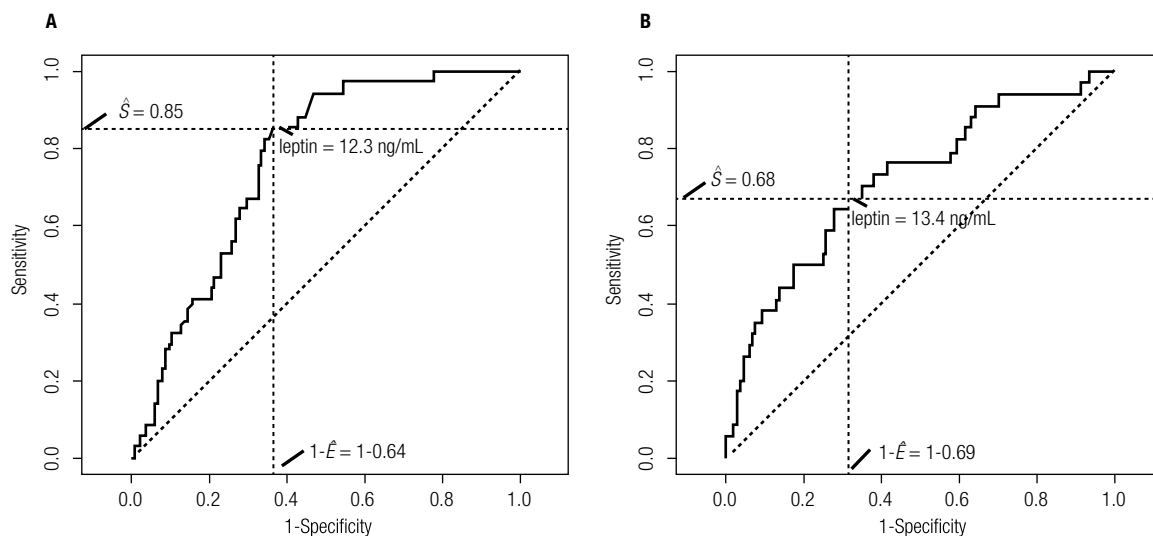 A
Sensitivity
1.0
0.8
0.6
0.4
0.2
0.0
Ŝ = 0.85
leptin = 12.3 ng/mL
1-Ê = 1-0.64
0.0 0.2 0.4 0.6 0.8 1.0
1-Specificity
B
Sensitivity
1.0
0.8
0.6
0.4
0.2
0.0
Ŝ = 0.68
leptin = 13.4 ng/mL
1-Ê = 1-0.69
0.0 0.2 0.4 0.6 0.8 1.0
1-Specificity